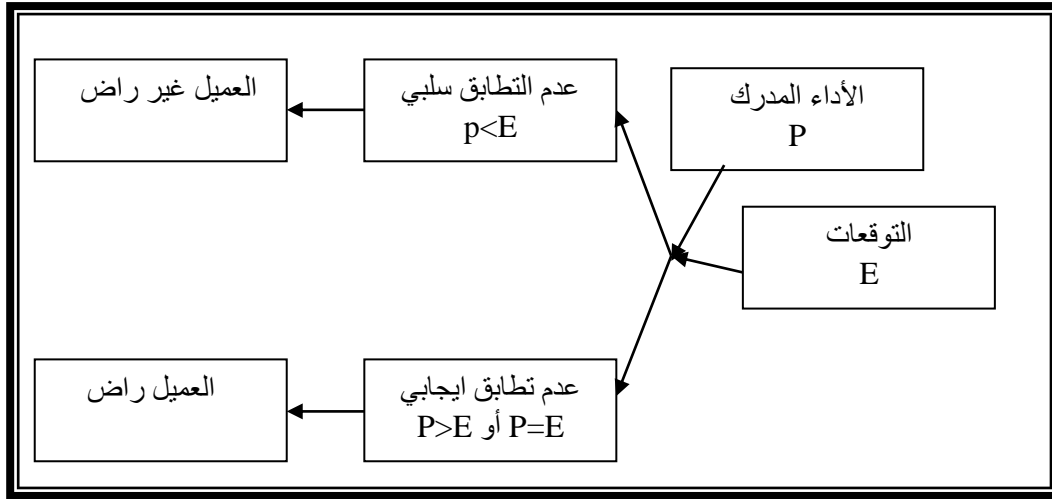 الأداء المدرك
P
التوقعات
E
عدم التطابق سلبي
p<E
العميل غير راض
عدم تطابق ايجابي
P=E أو P>E
العميل راض